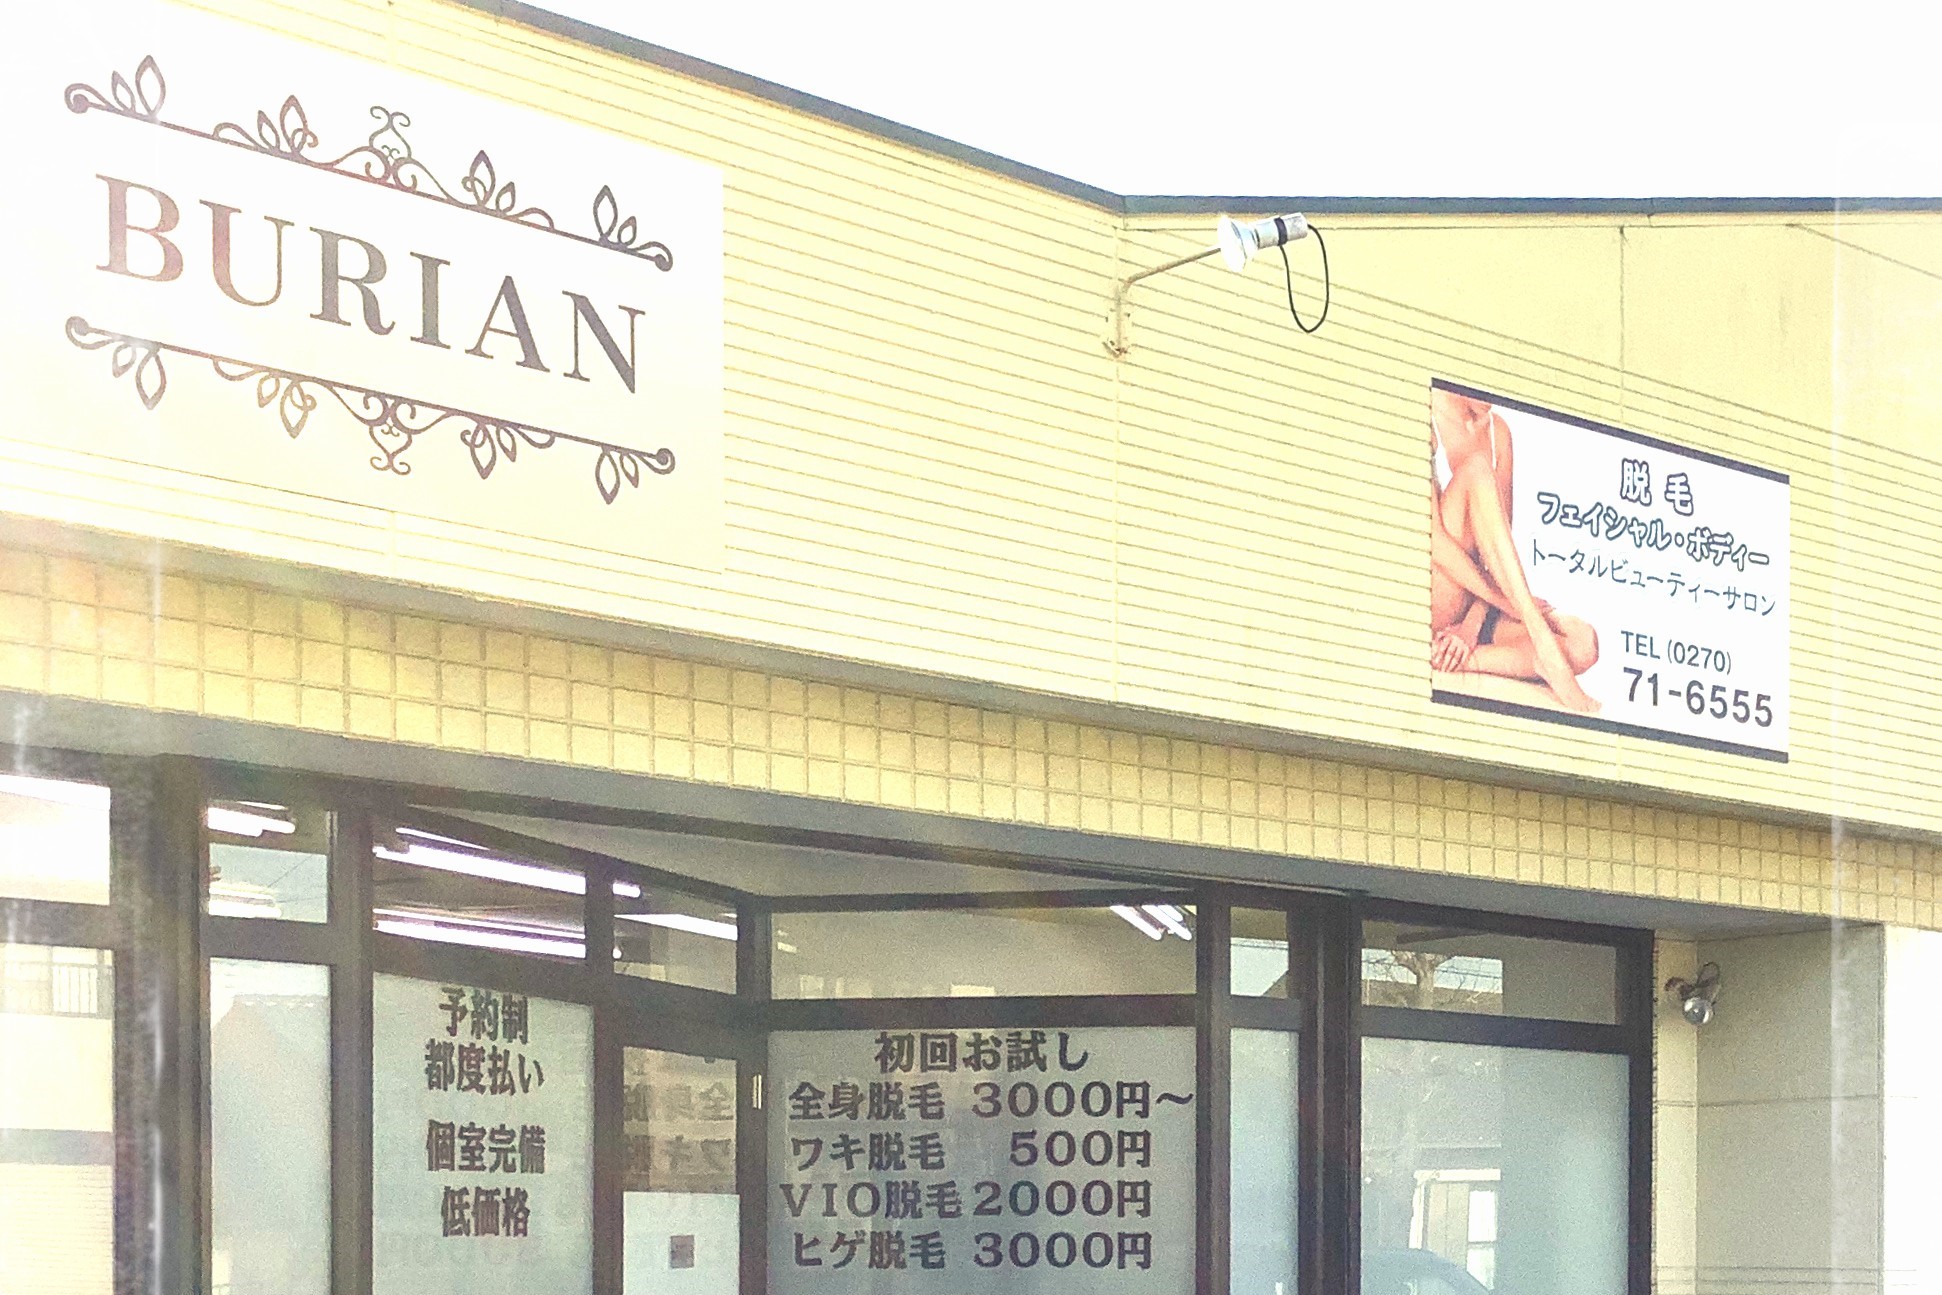 BURIAN
脱毛
フェイシャル・ボディー
トータルビューティーサロン
TEL (0270)
71-6555
予約制
都度払い
個室完備
低価格
初回お試し
全身脱毛 3000円～
ワキ脱毛 500円
VIO脱毛 2000円
ヒゲ脱毛 3000円